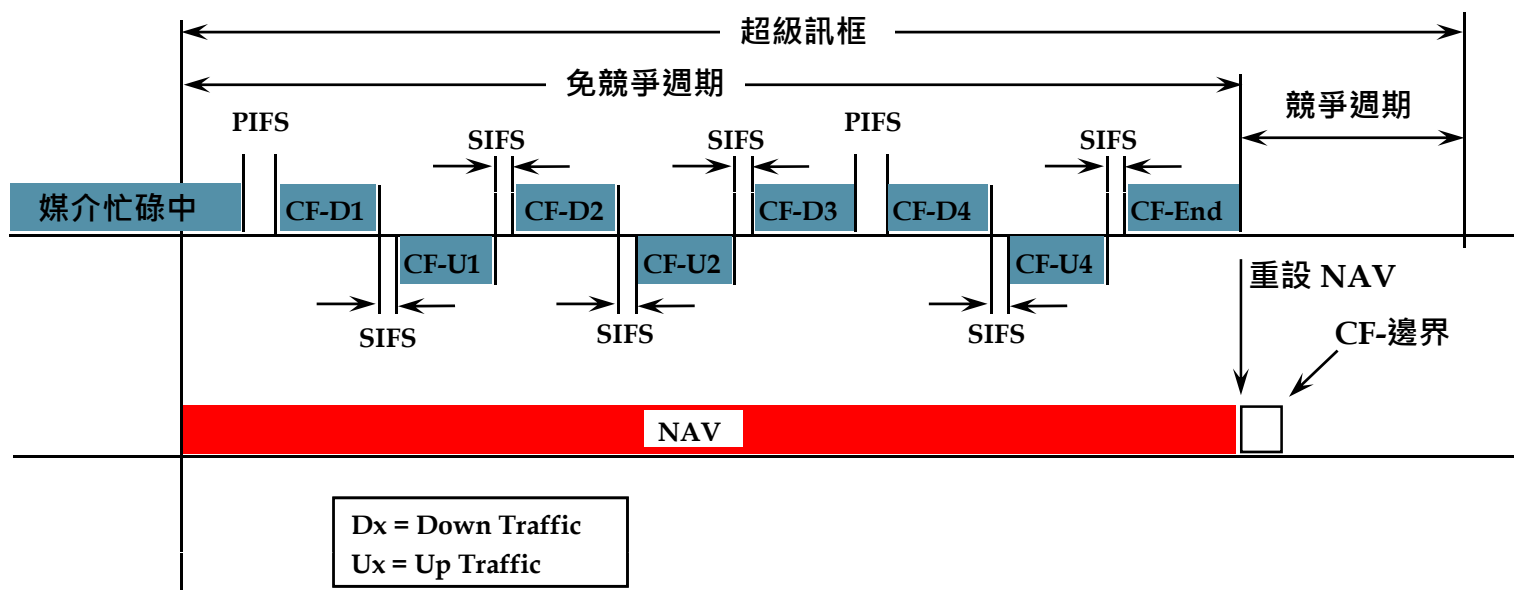 超級訊框
免競爭週期
競爭週期
PIFS
SIFS
SIFS
PIFS
SIFS
媒介忙碌中
CF-D1
CF-D2
CF-D3
CF-D4
CF-End
CF-U1
CF-U2
CF-U4
SIFS
SIFS
SIFS
重設 NAV
CF-邊界
NAV
Dx = Down Traffic
Ux = Up Traffic